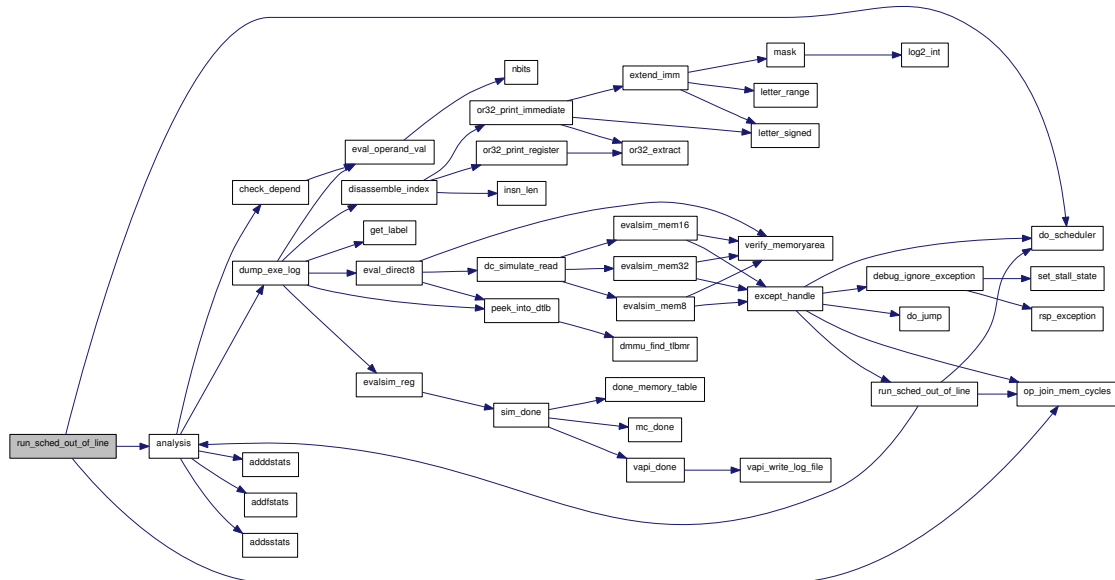 mask
log2_int
nbits
extend_imm
letter_range
or32_print_immediate
letter_signed
eval_operand_val
or32_print_register
or32_extract
check_depend
disassemble_index
insn_len
get_label
evalsim_mem16
do_scheduler
verify_memoryarea
dump_exe_log
eval_direct8
dc_simulate_read
evalsim_mem32
debug_ignore_exception
set_stall_state
peek_into_dtlb
evalsim_mem8
except_handle
do_jump
rsp_exception
dmmu_find_tlbmr
evalsim_reg
done_memory_table
run_sched_out_of_line
op_join_mem_cycles
sim_done
mc_done
run_sched_out_of_line
analysis
adddstats
vapi_done
vapi_write_log_file
addfstats
addsstats